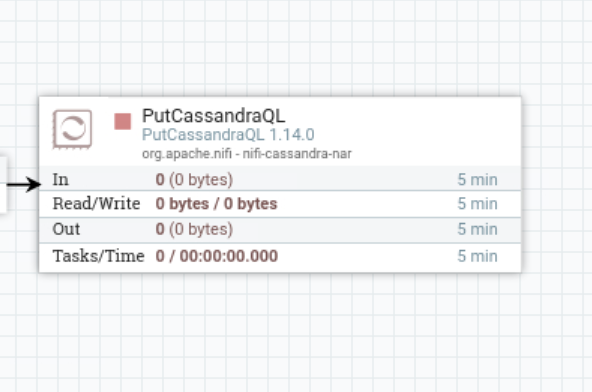 PutCassandraQL
PutCassandraQL 1.14.0
org.apache.nifi - nifi-cassandra-nar
In 0 (0 bytes) 5 min
Read/Write 0 bytes / 0 bytes 5 min
Out 0 (0 bytes) 5 min
Tasks/Time 0 / 00:00:00.000 5 min